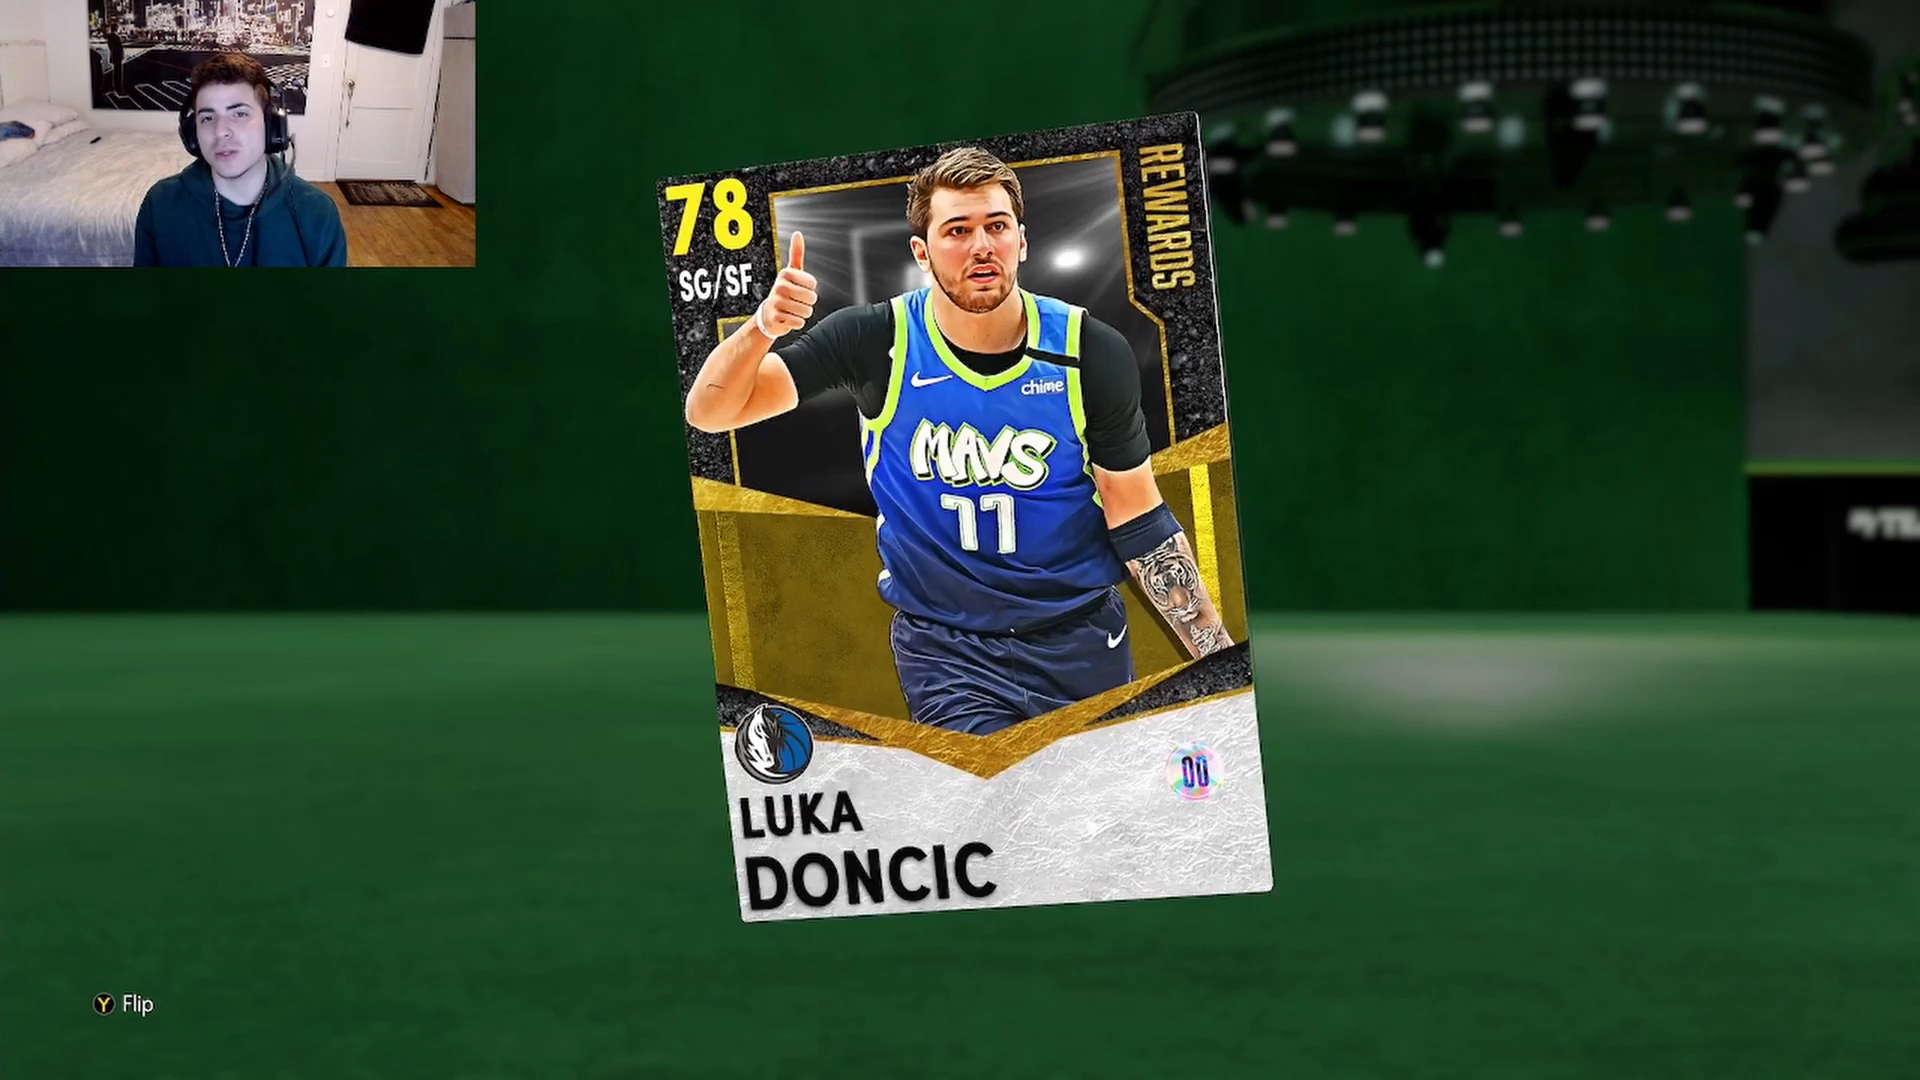 78
SG/SF
REWARDS
chime
MAVS
77
00
LUKA
DONCIC
Y Flip